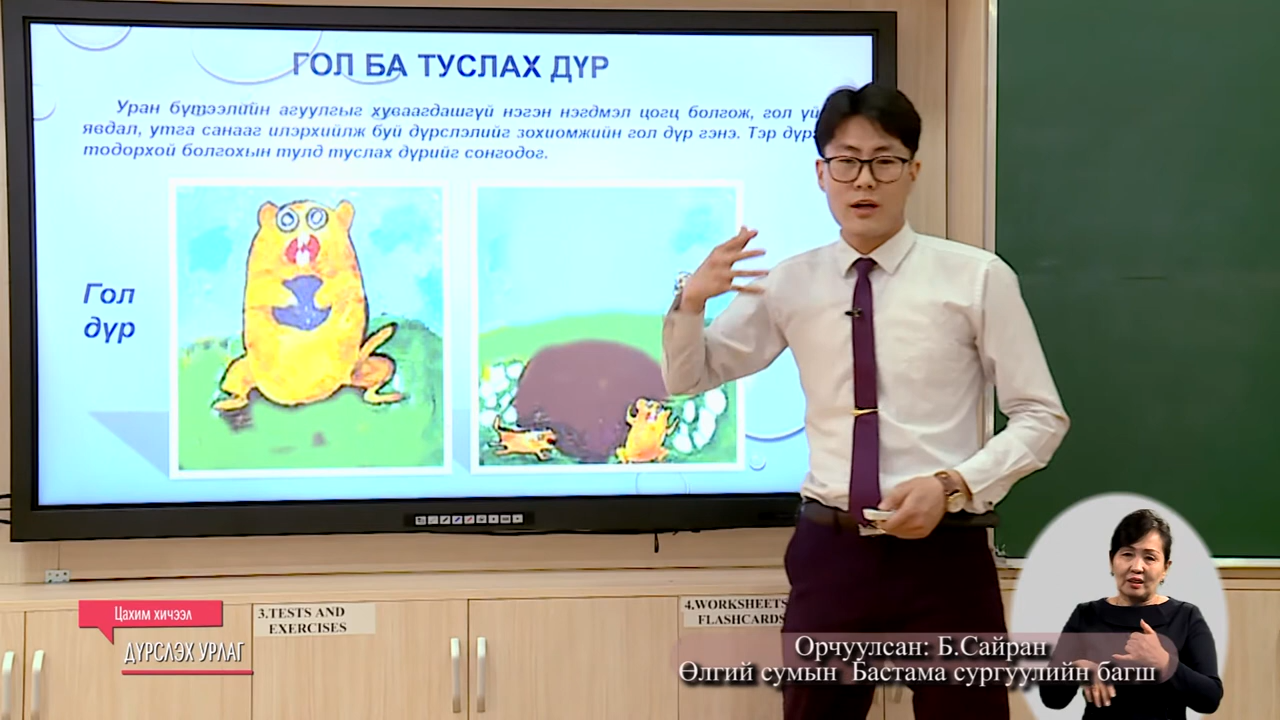 ГОЛ БА ТУСЛАХ ДҮР
Уран бүтээлийн агуулгыг хуваагдашгүй нэгэн нэгдмэл цогц болгож, гол үй
явдал, утга санааг илэрхийлж буй дүрслэлийг зохиомжийн гол дүр гэнэ. Тэр дүр
тодорхой болгохын тулд туслах дүрийг сонгодог.
Гол
дүр
3.TESTS AND
EXERCISES
4.WORKSHEETS
FLASHCARDS
Цахим хичээл
ДҮРСЛЭХ УРЛАГ
Орчуулсан: Б.Сайран
Өлгий сумын Бастама сургуулийн багш